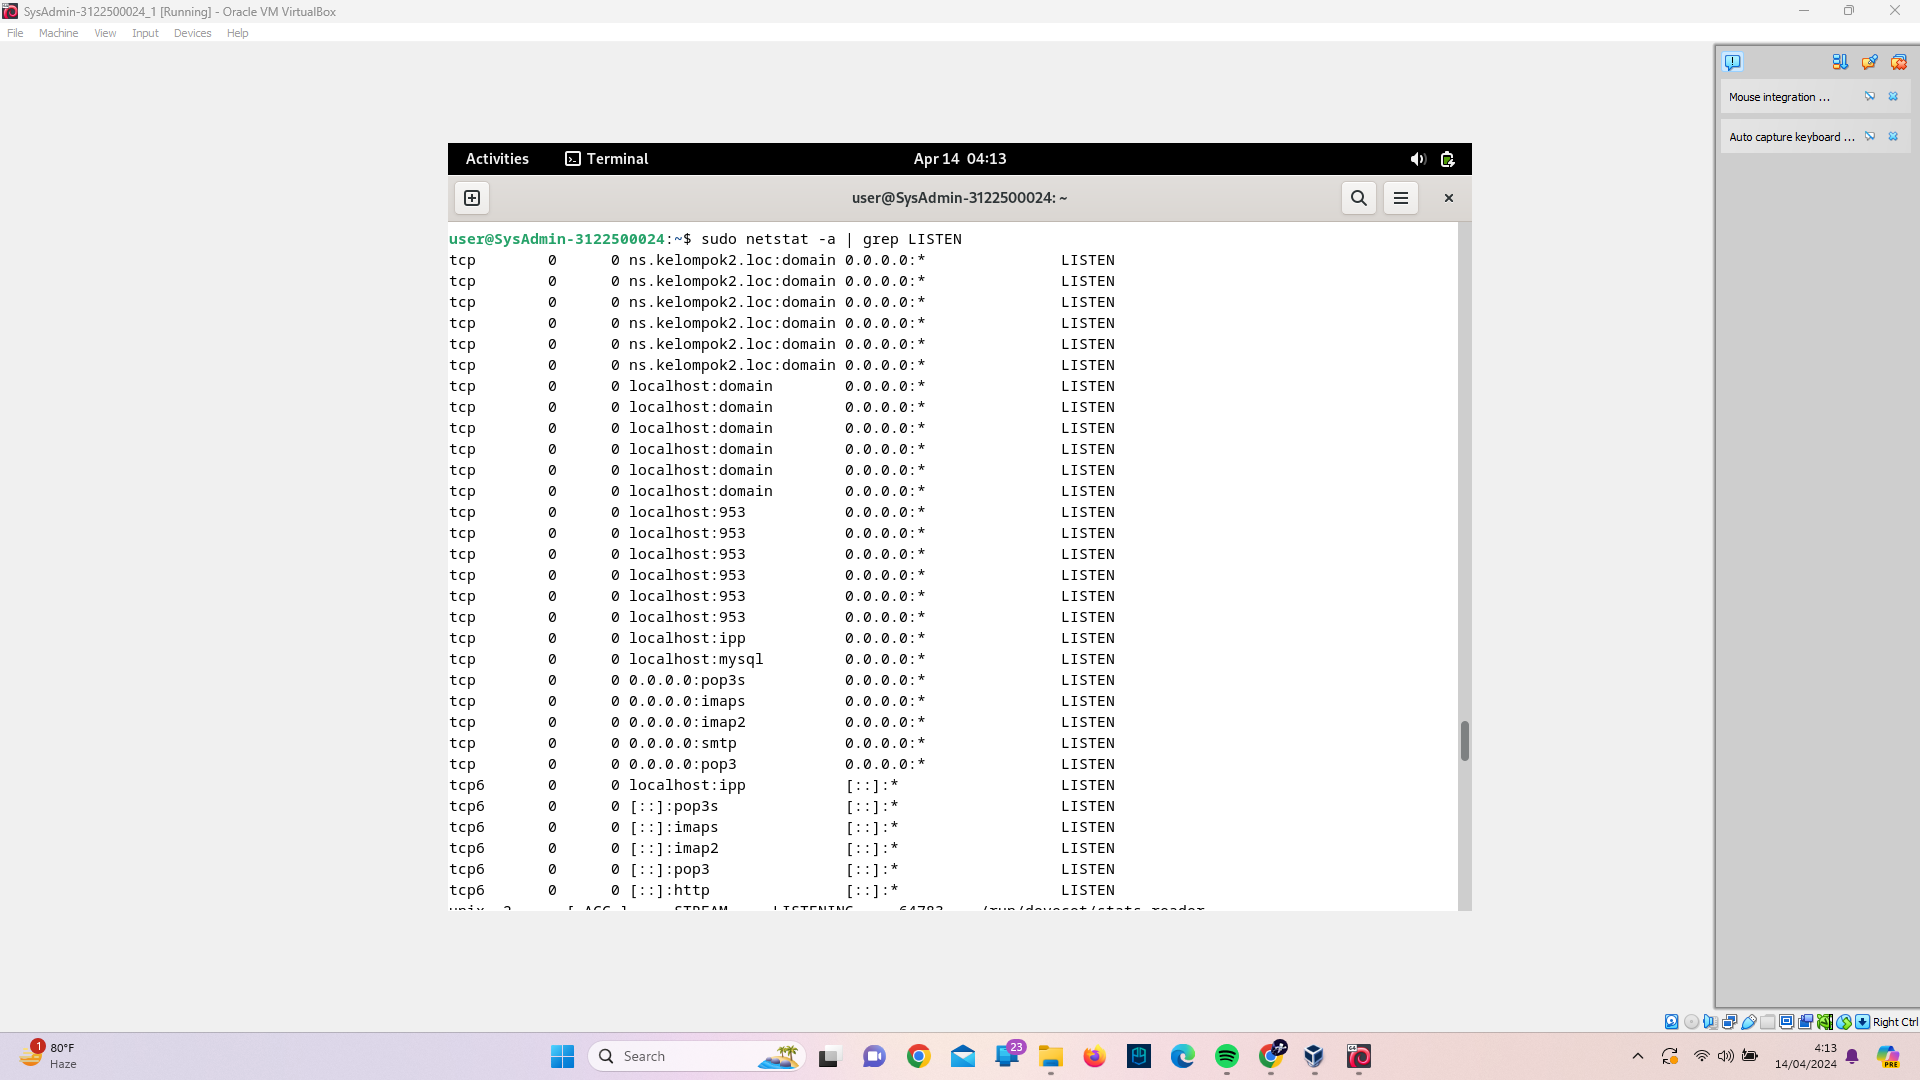 SysAdmin-3122500024_1 [Running] - Oracle VM VirtualBox
File Machine View Input Devices Help
Mouse integration ...
Auto capture keyboard ...
Activities Terminal Apr 14 04:13
user@SysAdmin-3122500024: ~
user@SysAdmin-3122500024:~$ sudo netstat -a | grep LISTEN
tcp 0 0 ns.kelompok2.loc:domain 0.0.0.0:* LISTEN
tcp 0 0 ns.kelompok2.loc:domain 0.0.0.0:* LISTEN
tcp 0 0 ns.kelompok2.loc:domain 0.0.0.0:* LISTEN
tcp 0 0 ns.kelompok2.loc:domain 0.0.0.0:* LISTEN
tcp 0 0 ns.kelompok2.loc:domain 0.0.0.0:* LISTEN
tcp 0 0 ns.kelompok2.loc:domain 0.0.0.0:* LISTEN
tcp 0 0 localhost:domain 0.0.0.0:* LISTEN
tcp 0 0 localhost:domain 0.0.0.0:* LISTEN
tcp 0 0 localhost:domain 0.0.0.0:* LISTEN
tcp 0 0 localhost:domain 0.0.0.0:* LISTEN
tcp 0 0 localhost:domain 0.0.0.0:* LISTEN
tcp 0 0 localhost:domain 0.0.0.0:* LISTEN
tcp 0 0 localhost:953 0.0.0.0:* LISTEN
tcp 0 0 localhost:953 0.0.0.0:* LISTEN
tcp 0 0 localhost:953 0.0.0.0:* LISTEN
tcp 0 0 localhost:953 0.0.0.0:* LISTEN
tcp 0 0 localhost:953 0.0.0.0:* LISTEN
tcp 0 0 localhost:953 0.0.0.0:* LISTEN
tcp 0 0 localhost:ipp 0.0.0.0:* LISTEN
tcp 0 0 localhost:mysql 0.0.0.0:* LISTEN
tcp 0 0 0.0.0.0:pop3s 0.0.0.0:* LISTEN
tcp 0 0 0.0.0.0:imaps 0.0.0.0:* LISTEN
tcp 0 0 0.0.0.0:imap2 0.0.0.0:* LISTEN
tcp 0 0 0.0.0.0:smtp 0.0.0.0:* LISTEN
tcp 0 0 0.0.0.0:pop3 0.0.0.0:* LISTEN
tcp6 0 0 localhost:ipp [::]:* LISTEN
tcp6 0 0 [::]:pop3s [::]:* LISTEN
tcp6 0 0 [::]:imaps [::]:* LISTEN
tcp6 0 0 [::]:imap2 [::]:* LISTEN
tcp6 0 0 [::]:pop3 [::]:* LISTEN
tcp6 0 0 [::]:http [::]:* LISTEN
unix 2 [ ACC ] STREAM LISTENING 64783 /run/dovecot/stats-reader
Right Ctrl
1
80°F
Haze
Search
23
4:13
14/04/2024
PRE